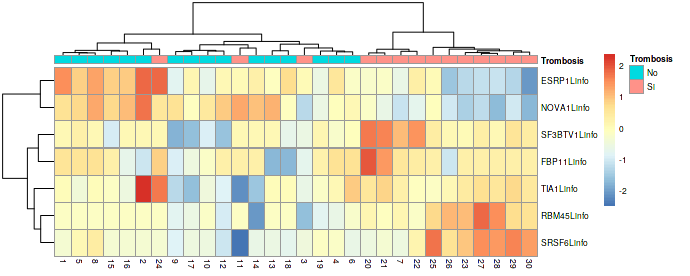 Trombosis
Trombosis
No
SI
ESRP1Linfo
NOVA1Linfo
SF3BTV1Linfo
FBP11Linfo
TIA1Linfo
RBM45Linfo
SRSF6Linfo
2
1
0
-1
-2
1 5 8 15 16 2 24 9 17 10 12 11 14 13 18 3 19 4 6 20 21 7 22 25 26 23 27 28 29 30